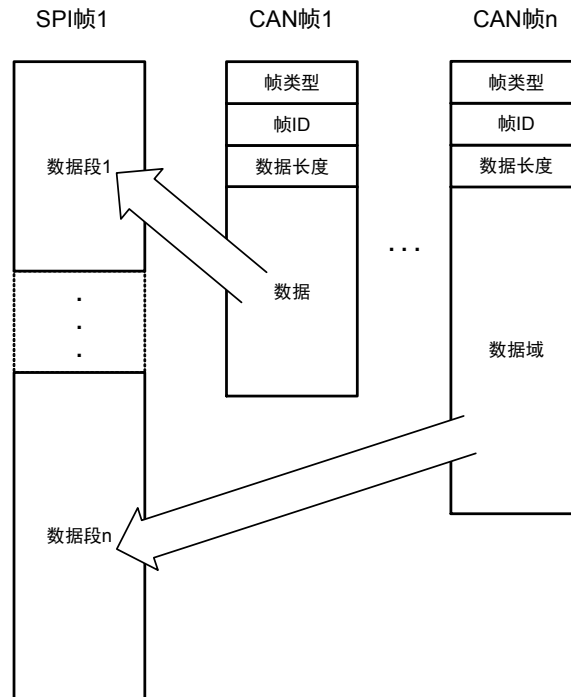 SPI帧1
CAN帧1
CAN帧n
帧类型
帧类型
帧ID
帧ID
数据段1
数据长度
数据长度
...
数据
数据域
数据段n